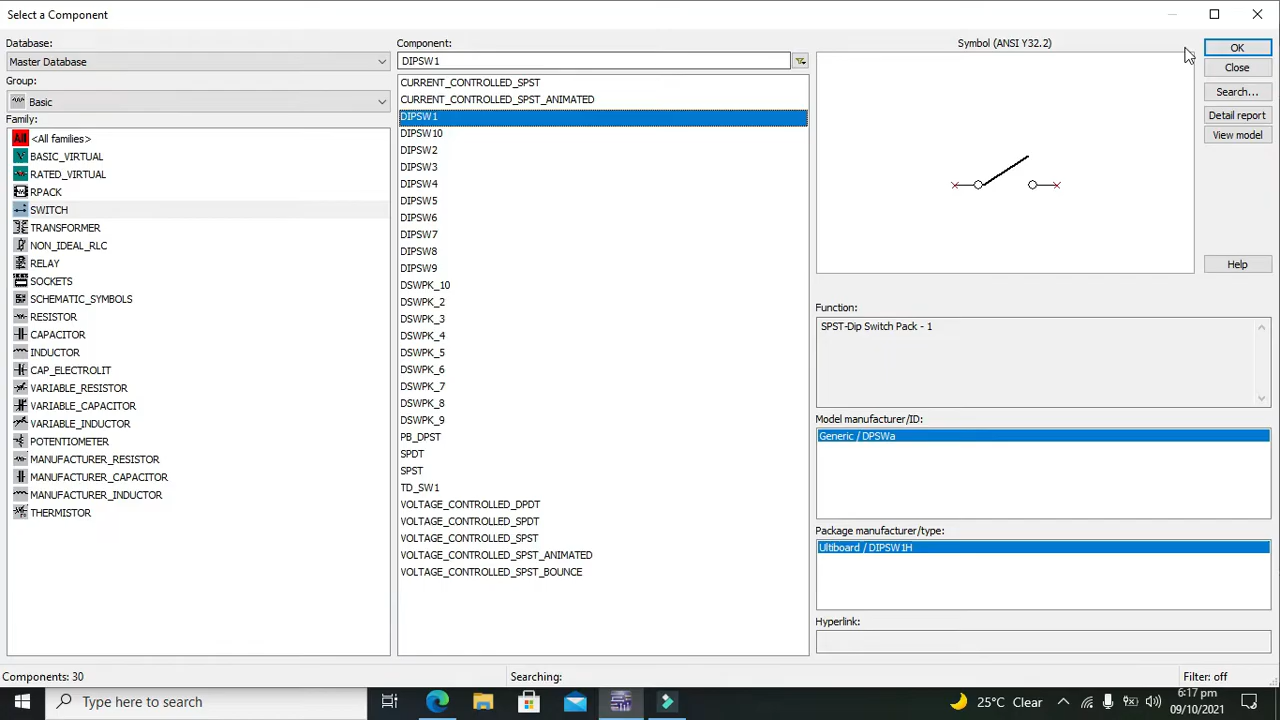 Select a Component
Database:
Master Database
Group:
Basic
Family:
All <All families>
BASIC_VIRTUAL
RATED_VIRTUAL
RPACK
SWITCH
TRANSFORMER
NON_IDEAL_RLC
RELAY
SOCKETS
SCHEMATIC_SYMBOLS
RESISTOR
CAPACITOR
INDUCTOR
CAP_ELECTROLIT
VARIABLE_RESISTOR
VARIABLE_CAPACITOR
VARIABLE_INDUCTOR
POTENTIOMETER
MANUFACTURER_RESISTOR
MANUFACTURER_CAPACITOR
MANUFACTURER_INDUCTOR
THERMISTOR
Component:
DIPSW1
CURRENT_CONTROLLED_SPST
CURRENT_CONTROLLED_SPST_ANIMATED
DIPSW1
DIPSW10
DIPSW2
DIPSW3
DIPSW4
DIPSW5
DIPSW6
DIPSW7
DIPSW8
DIPSW9
DSWPK_10
DSWPK_2
DSWPK_3
DSWPK_4
DSWPK_5
DSWPK_6
DSWPK_7
DSWPK_8
DSWPK_9
PB_DPST
SPDT
SPST
TD_SW1
VOLTAGE_CONTROLLED_DPDT
VOLTAGE_CONTROLLED_SPDT
VOLTAGE_CONTROLLED_SPST
VOLTAGE_CONTROLLED_SPST_ANIMATED
VOLTAGE_CONTROLLED_SPST_BOUNCE
Symbol (ANSI Y32.2)
OK
Close
Search...
Detail report
View model
Help
Function:
SPST-Dip Switch Pack - 1
Model manufacturer/ID:
Generic / DPSWa
Package manufacturer/type:
Ultiboard / DIPSW1H
Hyperlink:
Components: 30
Searching:
Filter: off
Type here to search
25°C Clear
6:17 pm
09/10/2021